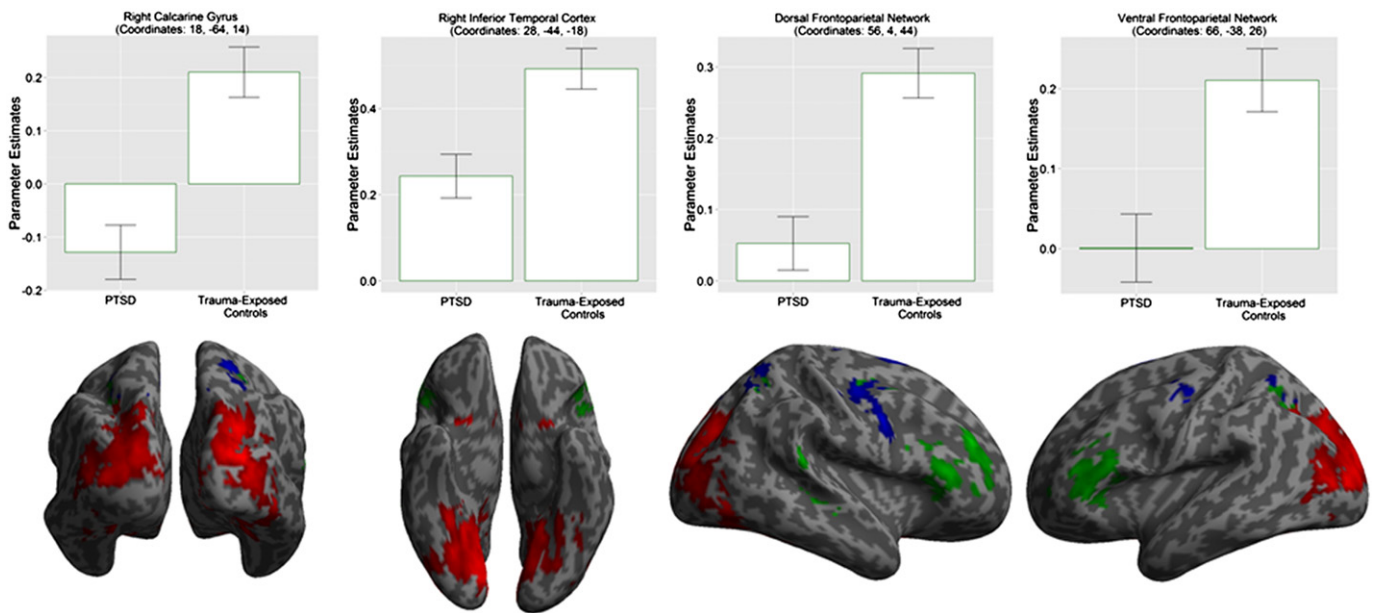 Right Calcarine Gyrus
(Coordinates: 18, -64, 14)
Parameter Estimates
0.2
0.1
0.0
-0.1
-0.2
PTSD
Trauma-Exposed
Controls
Right Inferior Temporal Cortex
(Coordinates: 28, -44, -18)
Parameter Estimates
0.4
0.2
0.0
PTSD
Trauma-Exposed
Controls
Dorsal Frontoparietal Network
(Coordinates: 56, 4, 44)
Parameter Estimates
0.3
0.2
0.1
0.0
PTSD
Trauma-Exposed
Controls
Ventral Frontoparietal Network
(Coordinates: 66, -38, 26)
Parameter Estimates
0.2
0.1
0.0
PTSD
Trauma-Exposed
Controls